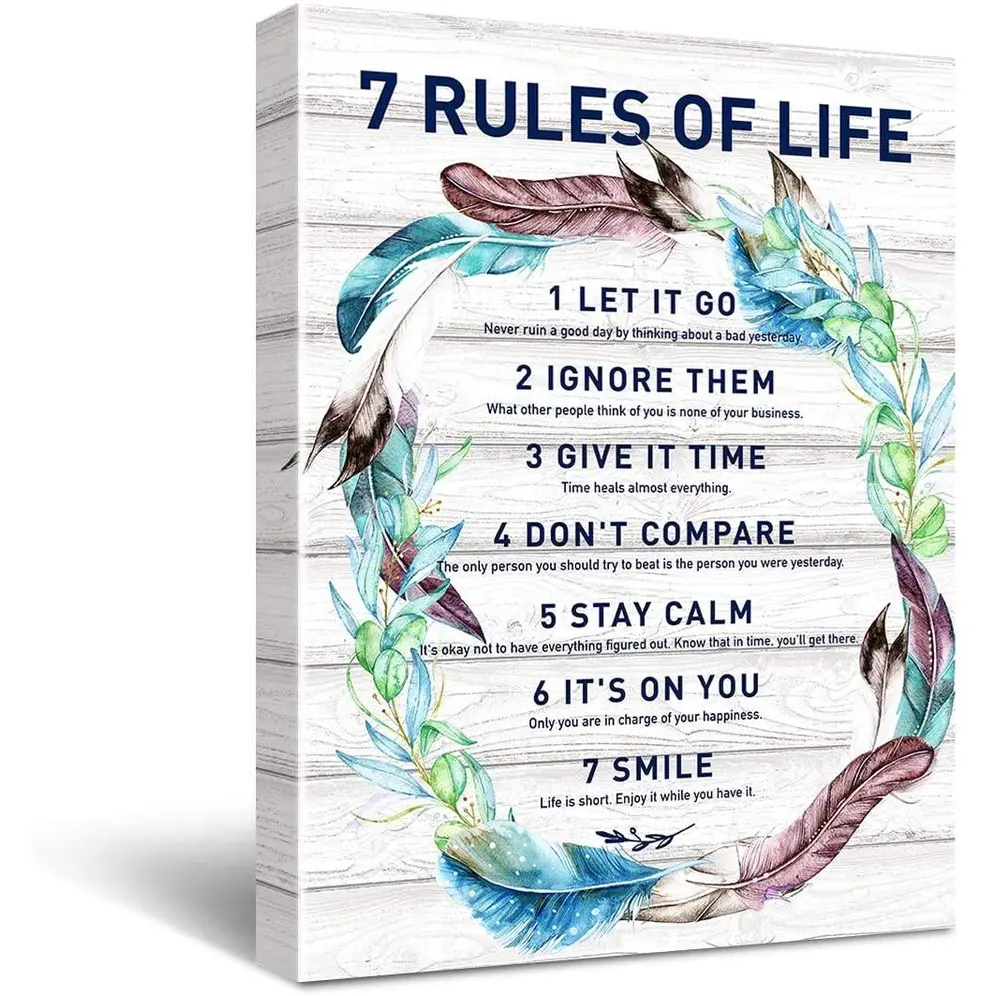 7 RULES OF LIFE
1 LET IT GO
Never ruin a good day by thinking about a bad yesterday.
2 IGNORE THEM
What other people think of you is none of your business.
3 GIVE IT TIME
Time heals almost everything.
4 DON'T COMPARE
The only person you should try to beat is the person you were yesterday.
5 STAY CALM
It's okay not to have everything figured out. Know that in time, you'll get there.
6 IT'S ON YOU
Only you are in charge of your happiness.
7 SMILE
Life is short. Enjoy it while you have it.